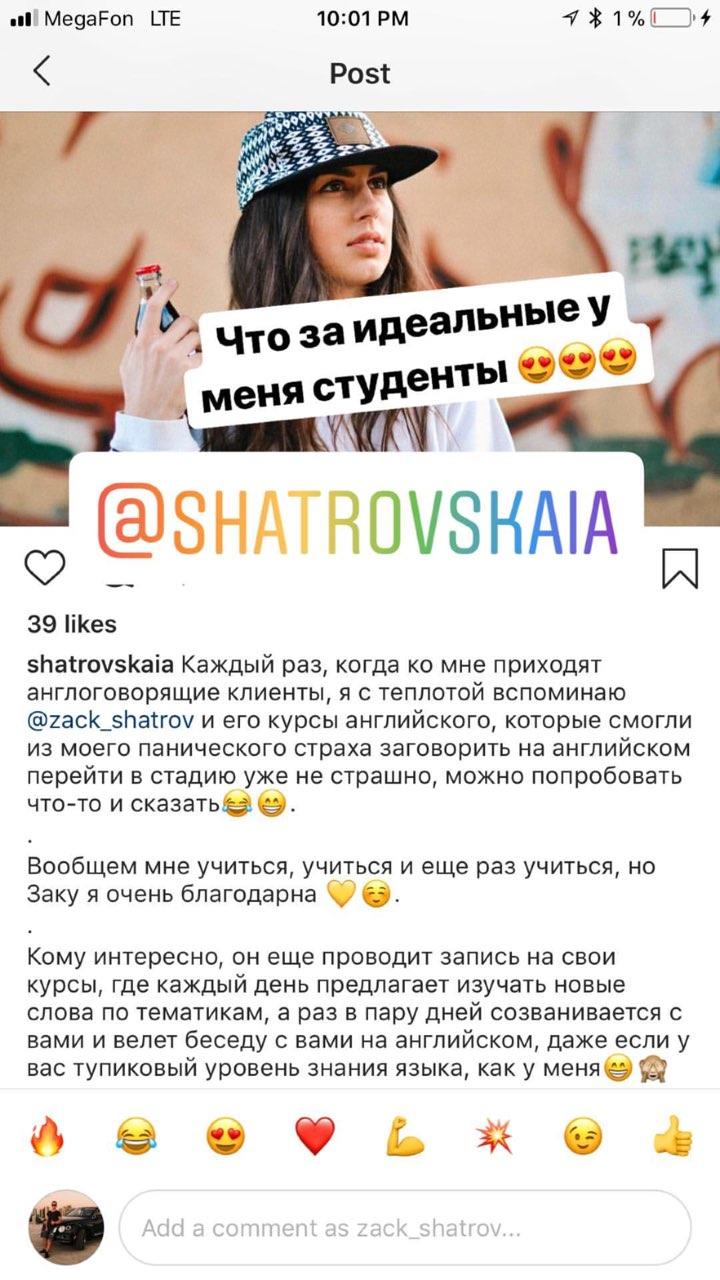 MegaFon LTE 10:01 PM 1%
Post
Что за идеальные у
меня студенты 😍😍😍
@SHATROVSKAIA
39 likes
shatrovskaia Каждый раз, когда ко мне приходят
англоговорящие клиенты, я с теплотой вспоминаю
@zack_shatrov и его курсы английского, которые смогли
из моего панического страха заговорить на английском
перейти в стадию уже не страшно, можно попробовать
что-то и сказать😂😁.
.
Вообщем мне учиться, учиться и еще раз учиться, но
Заку я очень благодарна 💛☺️.
.
Кому интересно, он еще проводит запись на свои
курсы, где каждый день предлагает изучать новые
слова по тематикам, а раз в пару дней созванивается с
вами и велет беседу с вами на английском, даже если у
вас тупиковый уровень знания языка, как у меня😁🙈
🔥 😂 😍 ❤️ 💪 💥 😉 👍
Add a comment as zack_shatrov...